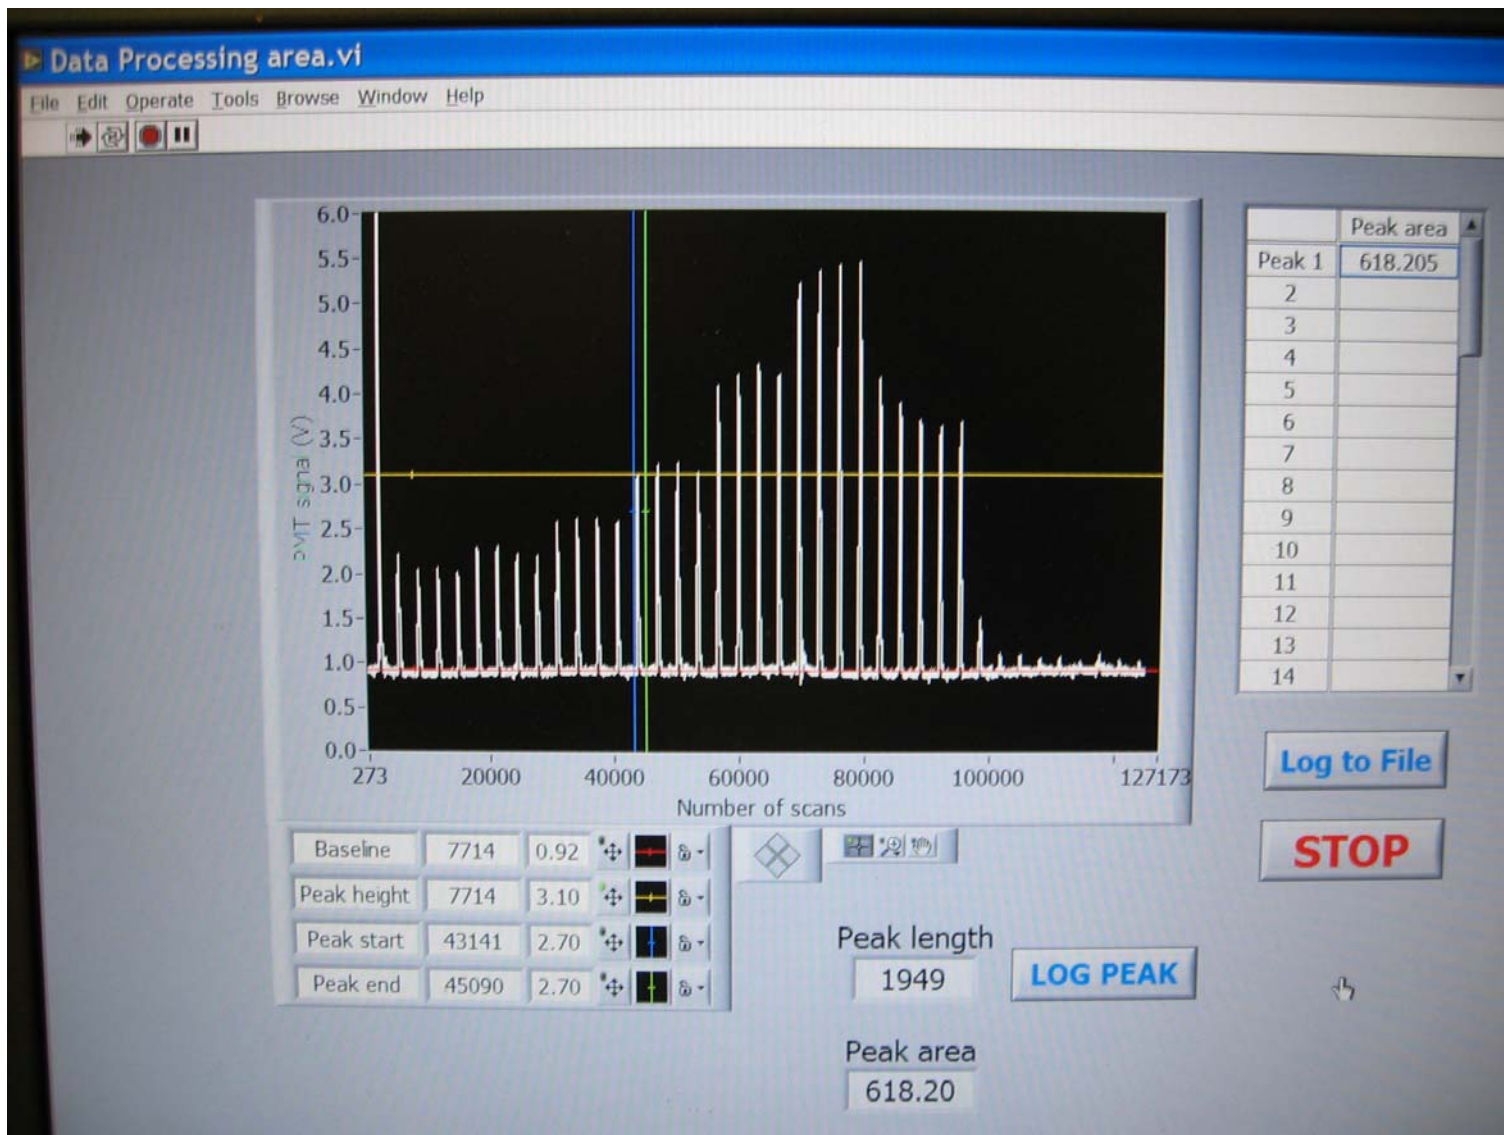 Data Processing area.vi
File Edit Operate Tools Browse Window Help
6.0
5.5
5.0
4.5
4.0
3.5
3.0
2.5
2.0
1.5
1.0
0.5
0.0
PMT signal (V)
273 20000 40000 60000 80000 100000 127173
Number of scans
Peak area
Peak 1 618.205
2
3
4
5
6
7
8
9
10
11
12
13
14
Log to File
STOP
Baseline 7714 0.92
Peak height 7714 3.10
Peak start 43141 2.70
Peak end 45090 2.70
Peak length
1949
LOG PEAK
Peak area
618.20